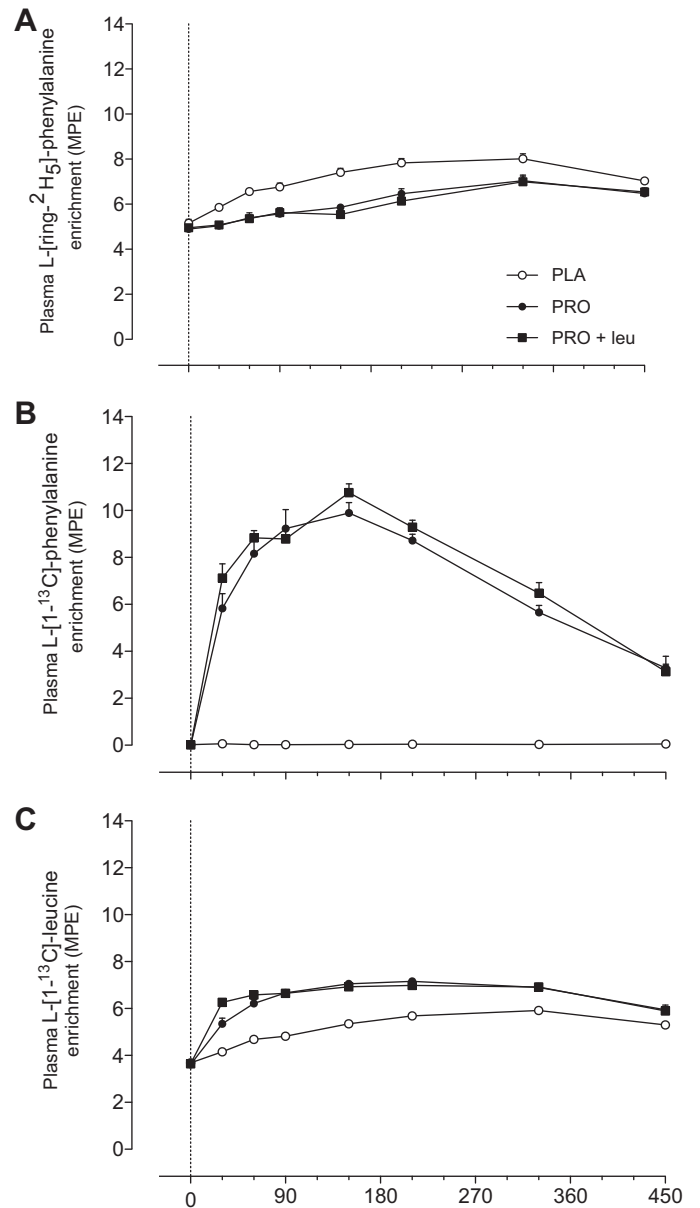 A
Plasma L-[ring-²H₅]-phenylalanine
enrichment (MPE)
14
12
10
8
6
4
2
0
PLA
PRO
PRO + leu
B
Plasma L-[1-¹³C]-phenylalanine
enrichment (MPE)
14
12
10
8
6
4
2
0
C
Plasma L-[1-¹³C]-leucine
enrichment (MPE)
14
12
10
8
6
4
2
0
0 90 180 270 360 450